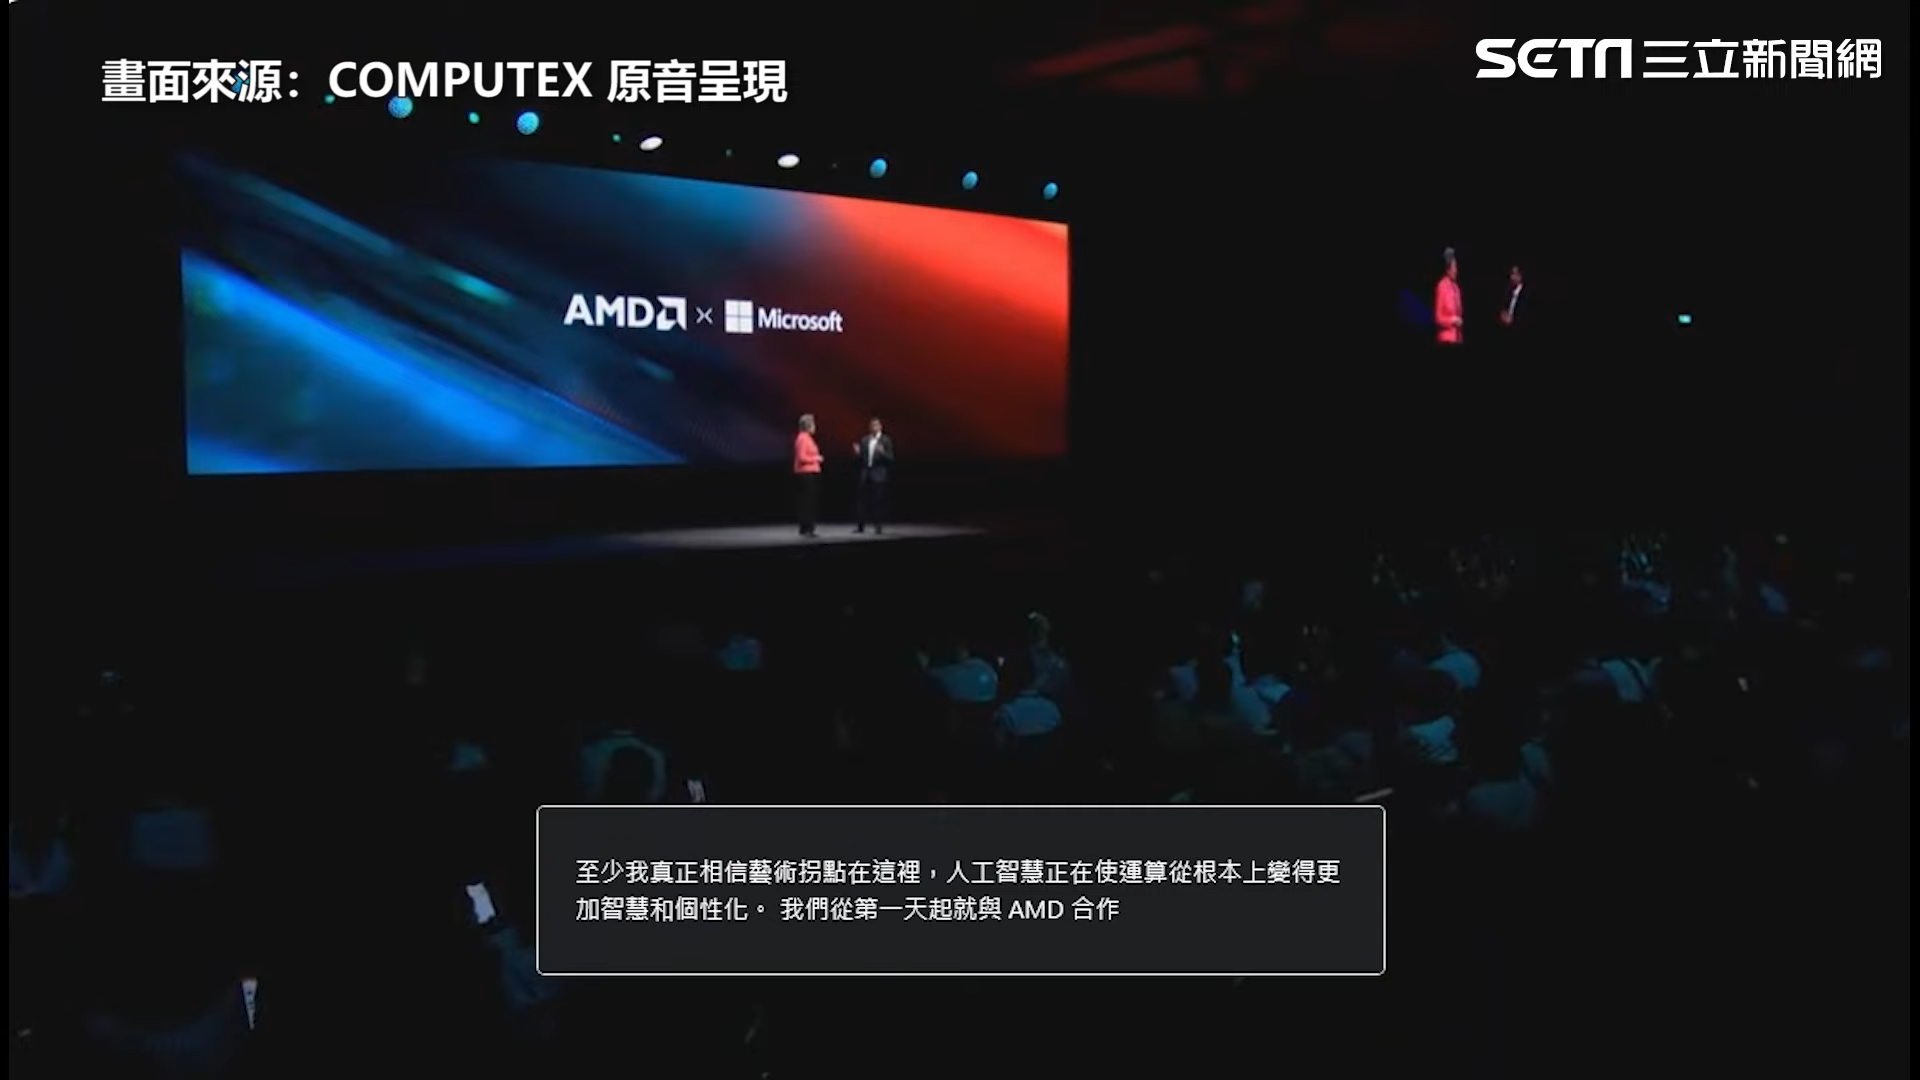 畫面來源：COMPUTEX 原音呈現
SETN三立新聞網
AMD × Microsoft
至少我真正相信藝術拐點在這裡，人工智慧正在使運算從根本上變得更
加智慧和個性化。 我們從第一天起就與 AMD 合作